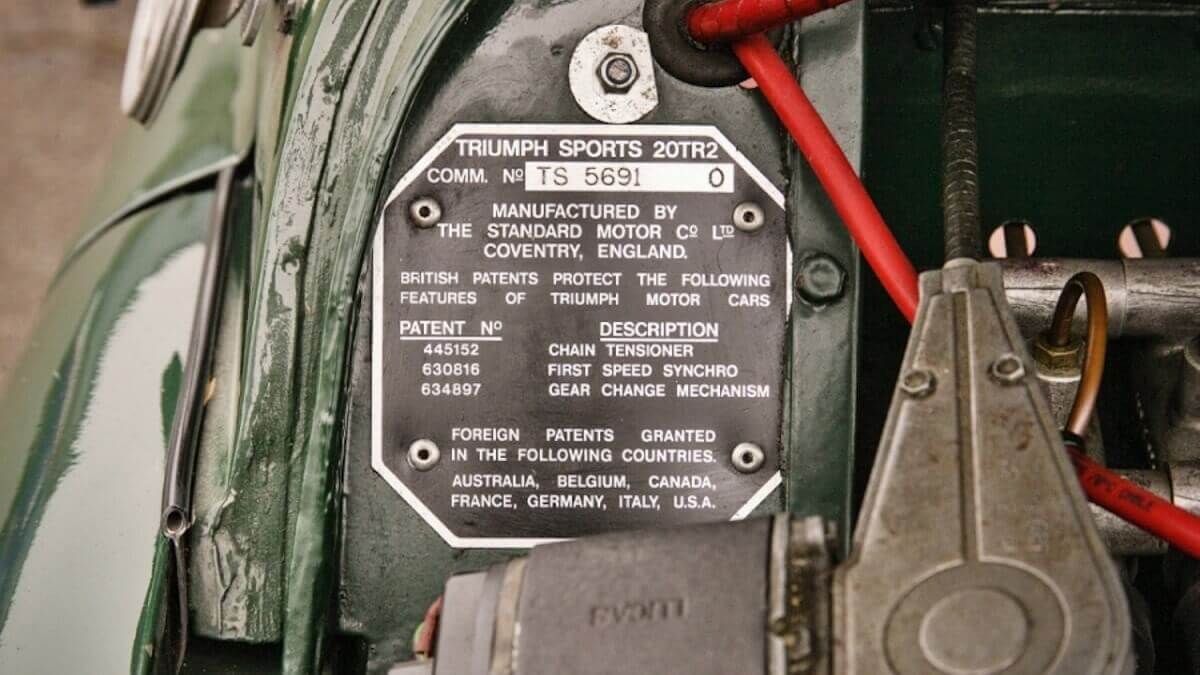 TRIUMPH SPORTS 20TR2
COMM. Nº TS 5691 O
MANUFACTURED BY
THE STANDARD MOTOR Cº LTD
COVENTRY, ENGLAND.
BRITISH PATENTS PROTECT THE FOLLOWING
FEATURES OF TRIUMPH MOTOR CARS
PATENT Nº DESCRIPTION
445152 CHAIN TENSIONER
630816 FIRST SPEED SYNCHRO
634897 GEAR CHANGE MECHANISM
FOREIGN PATENTS GRANTED
IN THE FOLLOWING COUNTRIES.
AUSTRALIA, BELGIUM, CANADA,
FRANCE, GERMANY, ITALY, U.S.A.
LUCAS